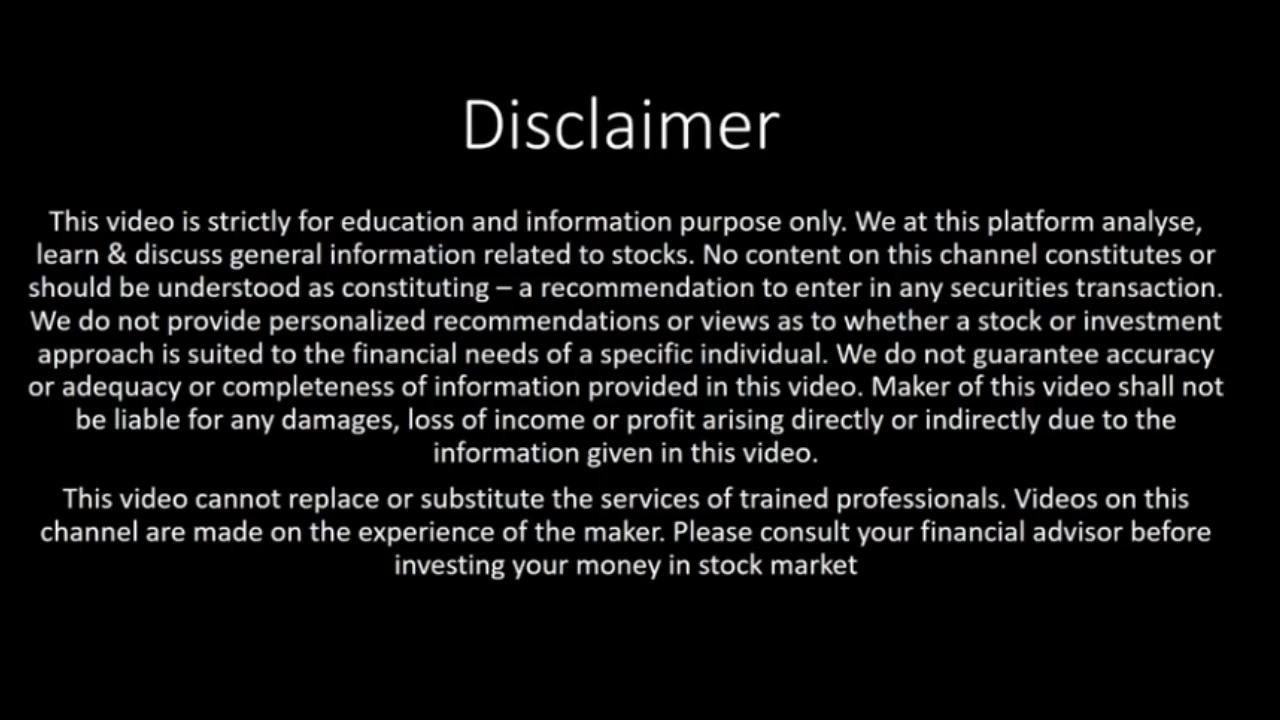 Disclaimer
This video is strictly for education and information purpose only. We at this platform analyse,
learn & discuss general information related to stocks. No content on this channel constitutes or
should be understood as constituting – a recommendation to enter in any securities transaction.
We do not provide personalized recommendations or views as to whether a stock or investment
approach is suited to the financial needs of a specific individual. We do not guarantee accuracy
or adequacy or completeness of information provided in this video. Maker of this video shall not
be liable for any damages, loss of income or profit arising directly or indirectly due to the
information given in this video.
This video cannot replace or substitute the services of trained professionals. Videos on this
channel are made on the experience of the maker. Please consult your financial advisor before
investing your money in stock market